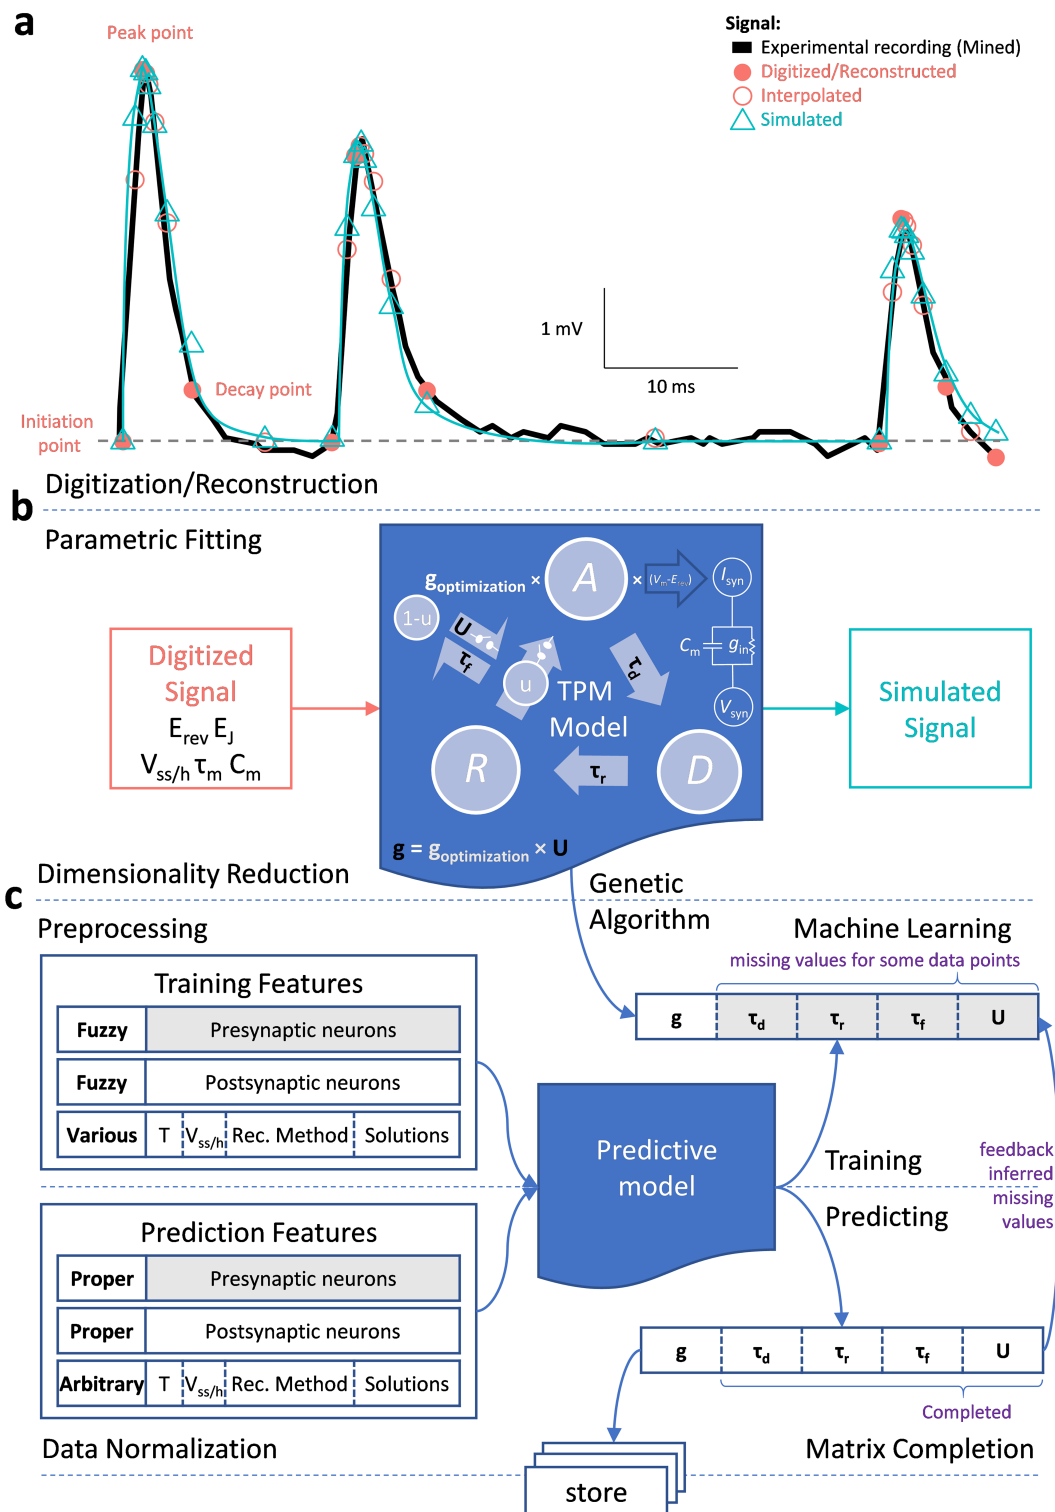 a
Peak point
Signal:
Experimental recording (Mined)
Digitized/Reconstructed
Interpolated
Simulated
1 mV
10 ms
Decay point
Initiation
point
Digitization/Reconstruction
b
Parametric Fitting
Digitized
Signal
E_rev E_J
V_ss/h τ_m C_m
g_optimization × A × (V_m-E_rev) I_syn
1-u
U
τ_f
u
TPM
Model
τ_d
C_m g_in
V_syn
R
τ_r
D
g = g_optimization × U
Simulated
Signal
Dimensionality Reduction
c
Genetic
Algorithm
Preprocessing
Machine Learning
missing values for some data points
g τ_d τ_r τ_f U
Training Features
Fuzzy Presynaptic neurons
Fuzzy Postsynaptic neurons
Various T V_ss/h Rec. Method Solutions
Predictive
model
Training
Predicting
feedback
inferred
missing
values
Prediction Features
Proper Presynaptic neurons
Proper Postsynaptic neurons
Arbitrary T V_ss/h Rec. Method Solutions
g τ_d τ_r τ_f U
Completed
Data Normalization
Matrix Completion
store